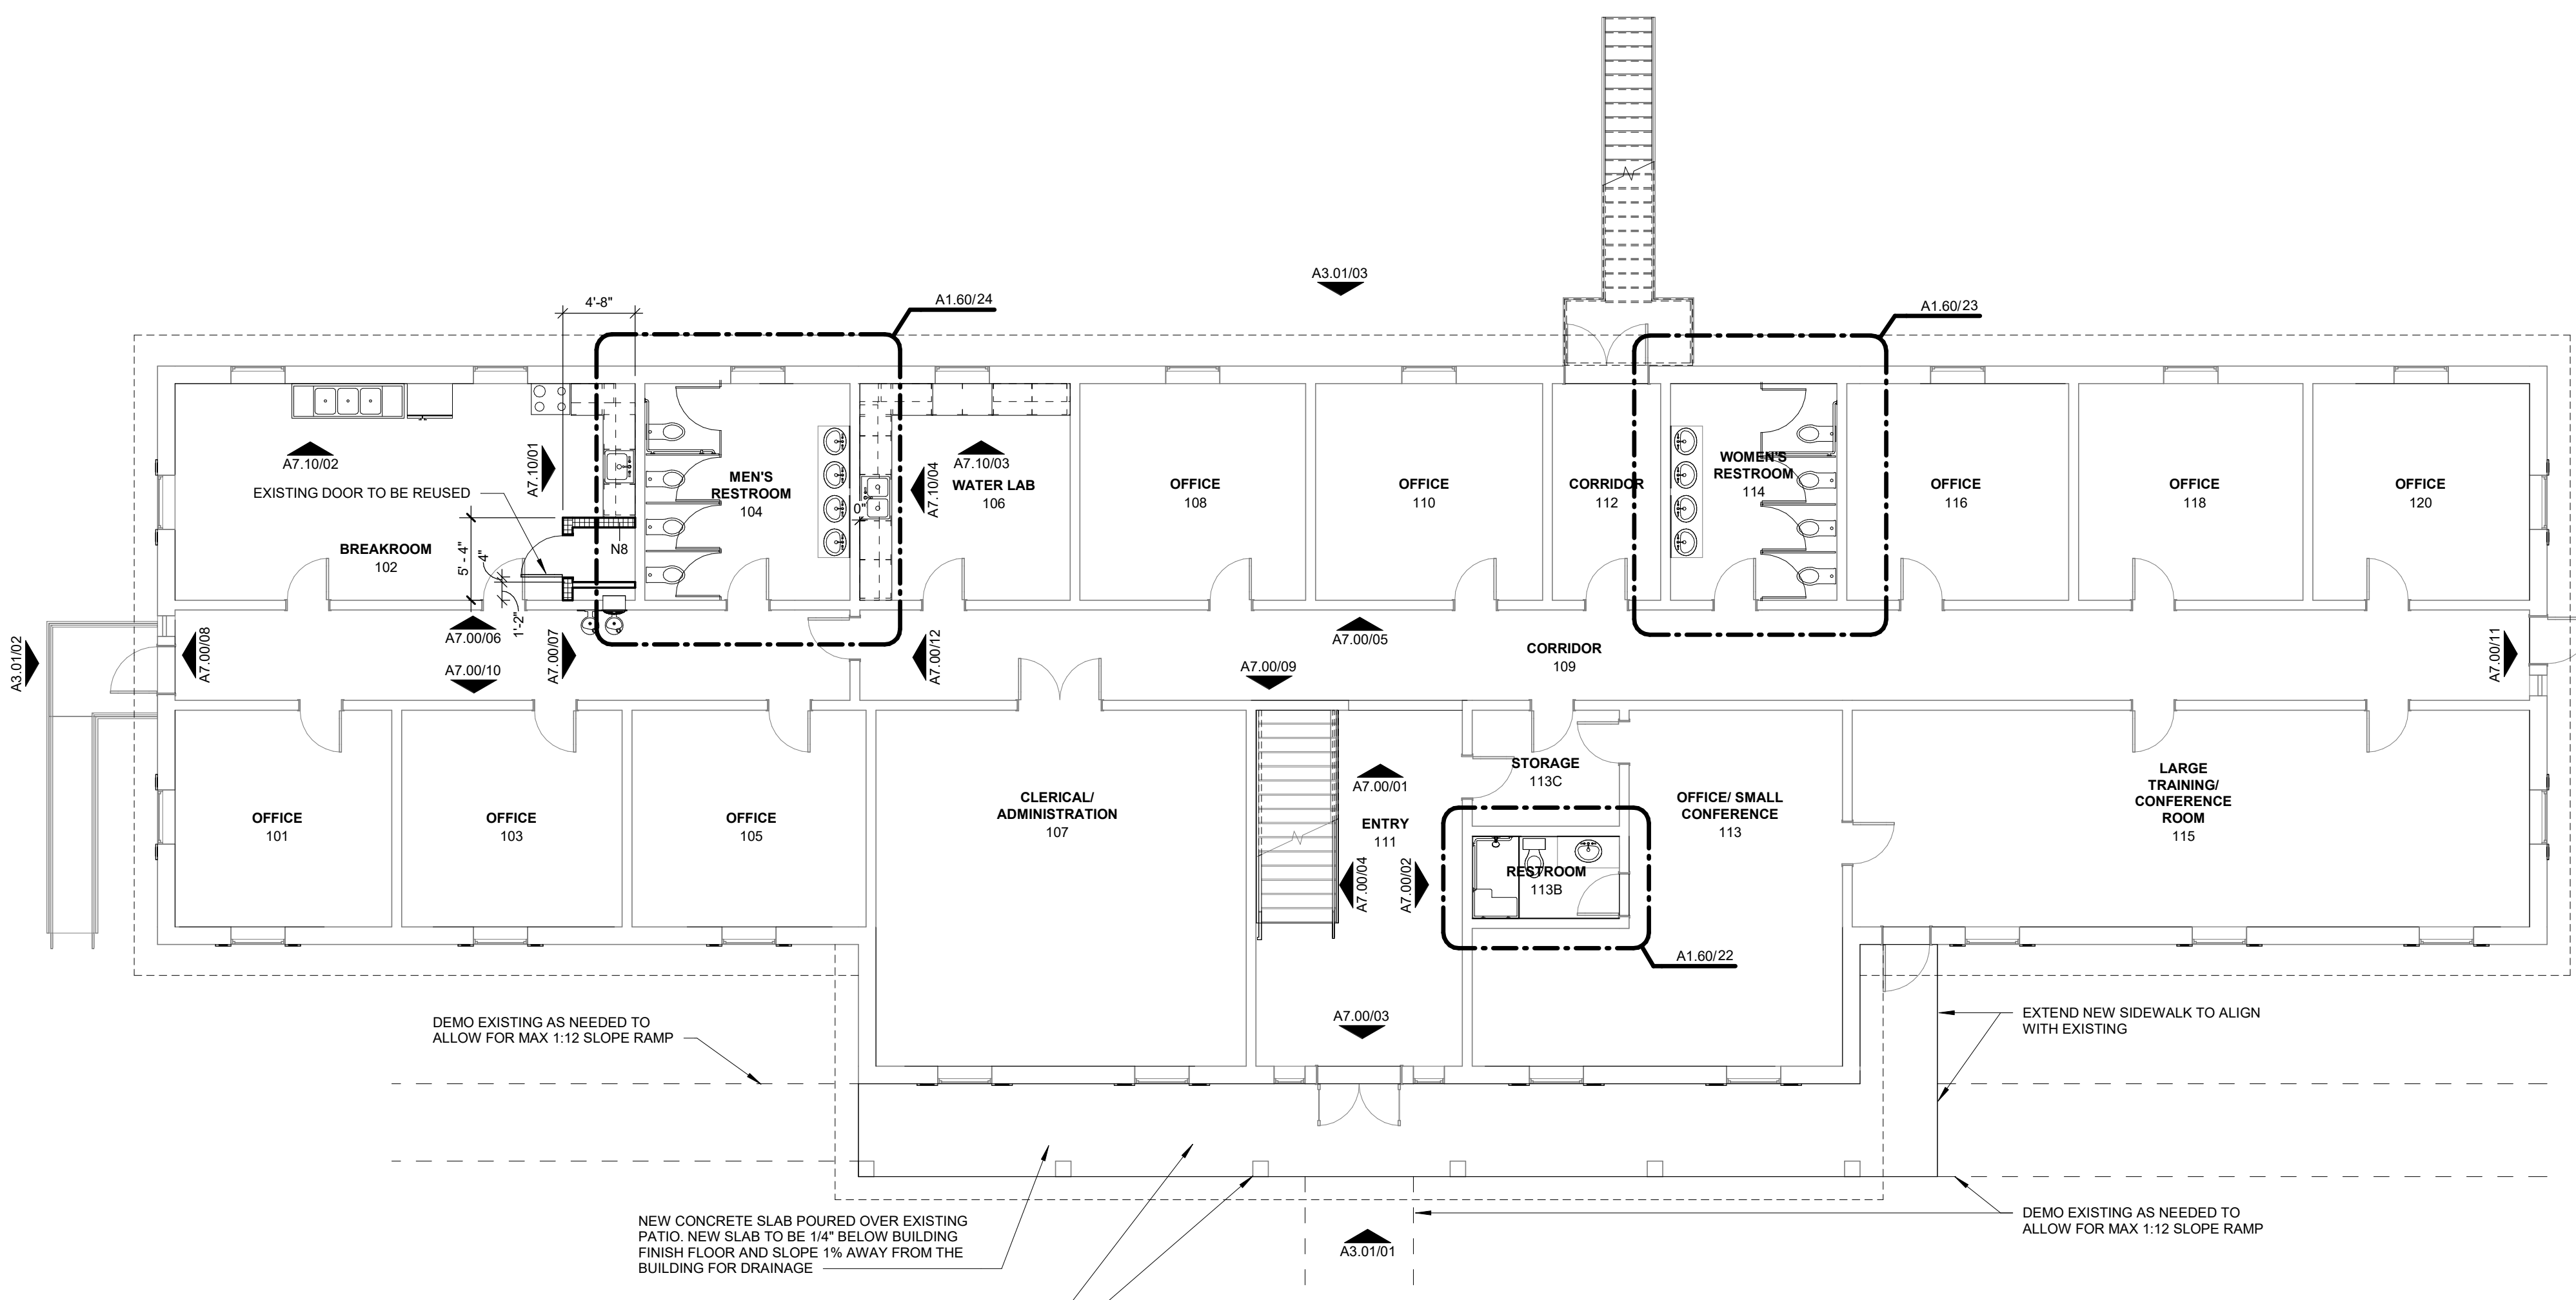 A3.01/03
4'-8"
A1.60/24
A1.60/23
A7.10/02
A7.10/01
EXISTING DOOR TO BE REUSED
BREAKROOM
102
5' - 4"
4"
1'-2"
N8
MEN'S
RESTROOM
104
0"
A7.10/04
A7.10/03
WATER LAB
106
OFFICE
108
OFFICE
110
CORRIDOR
112
WOMEN'S
RESTROOM
114
OFFICE
116
OFFICE
118
OFFICE
120
A3.01/02
A7.00/08
A7.00/06
A7.00/10
A7.00/07
A7.00/12
A7.00/05
A7.00/09
CORRIDOR
109
A7.00/11
OFFICE
101
OFFICE
103
OFFICE
105
CLERICAL/
ADMINISTRATION
107
A7.00/01
ENTRY
111
A7.00/04
A7.00/02
A7.00/03
STORAGE
113C
RESTROOM
113B
OFFICE/ SMALL
CONFERENCE
113
A1.60/22
LARGE
TRAINING/
CONFERENCE
ROOM
115
DEMO EXISTING AS NEEDED TO
ALLOW FOR MAX 1:12 SLOPE RAMP
EXTEND NEW SIDEWALK TO ALIGN
WITH EXISTING
NEW CONCRETE SLAB POURED OVER EXISTING
PATIO. NEW SLAB TO BE 1/4" BELOW BUILDING
FINISH FLOOR AND SLOPE 1% AWAY FROM THE
BUILDING FOR DRAINAGE
A3.01/01
DEMO EXISTING AS NEEDED TO
ALLOW FOR MAX 1:12 SLOPE RAMP